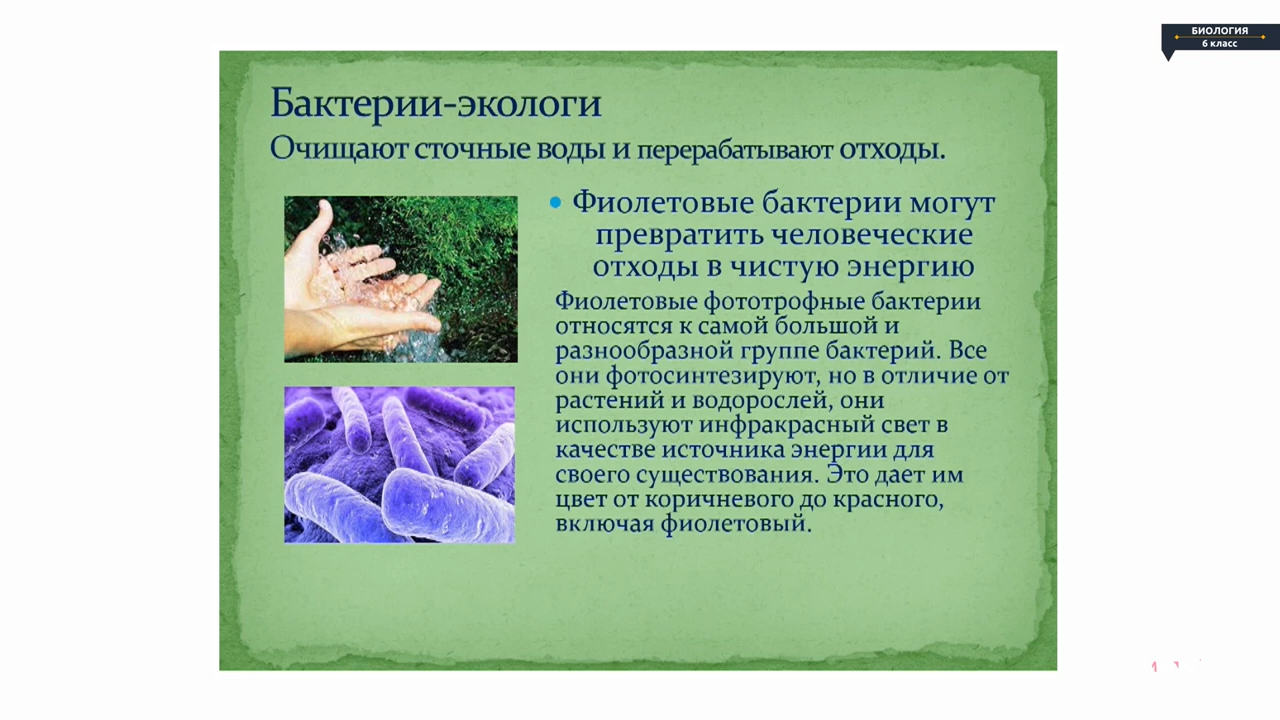 БИОЛОГИЯ
6 класс
Бактерии-экологи
Очищают сточные воды и перерабатывают отходы.
• Фиолетовые бактерии могут
превратить человеческие
отходы в чистую энергию
Фиолетовые фототрофные бактерии
относятся к самой большой и
разнообразной группе бактерий. Все
они фотосинтезируют, но в отличие от
растений и водорослей, они
используют инфракрасный свет в
качестве источника энергии для
своего существования. Это дает им
цвет от коричневого до красного,
включая фиолетовый.